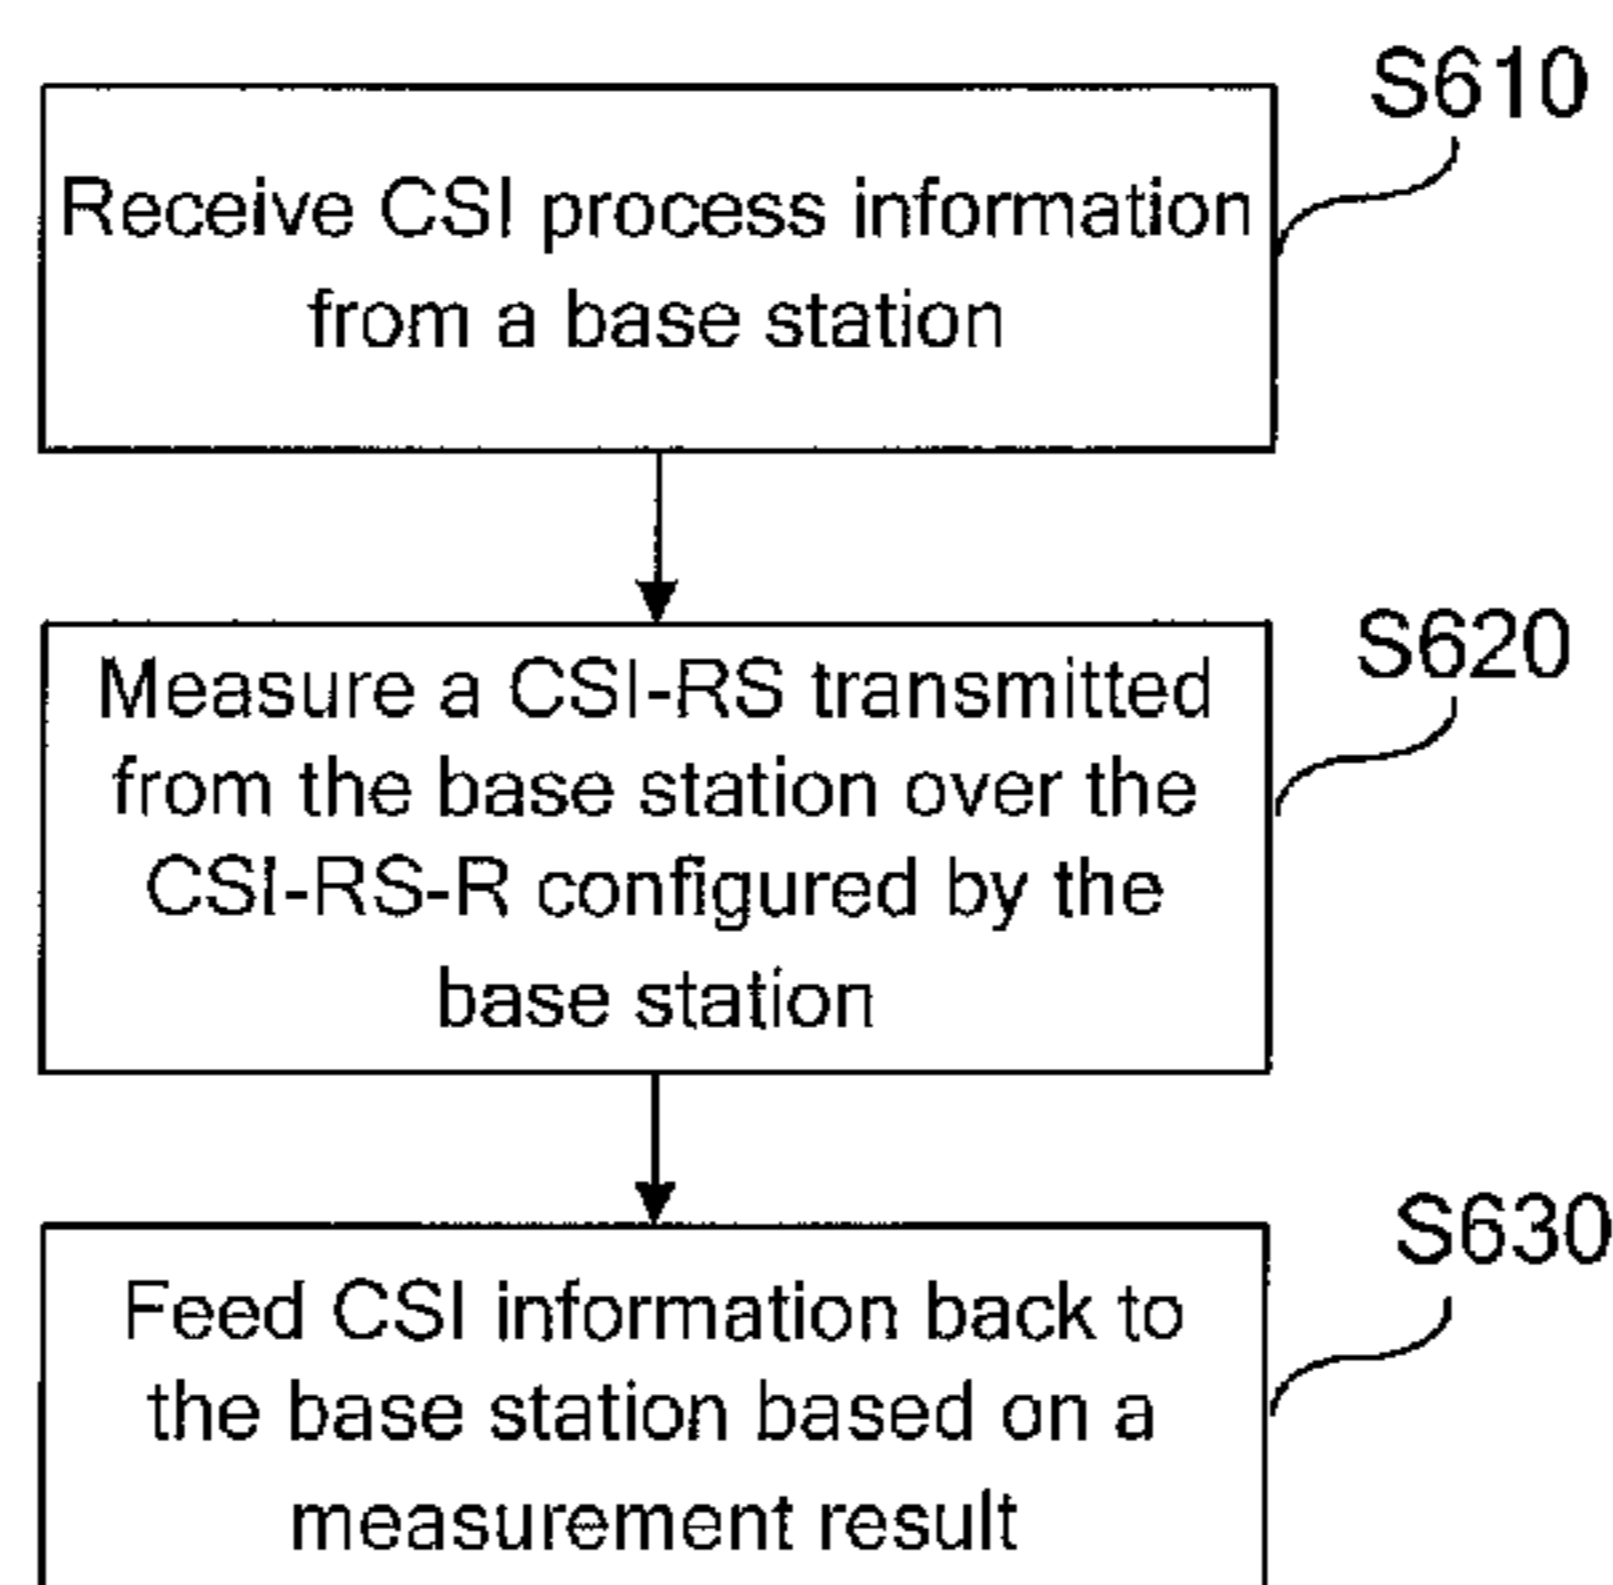 S610
Receive CSI process information
from a base station
S620
Measure a CSI-RS transmitted
from the base station over the
CSI-RS-R configured by the
base station
S630
Feed CSI information back to
the base station based on a
measurement result